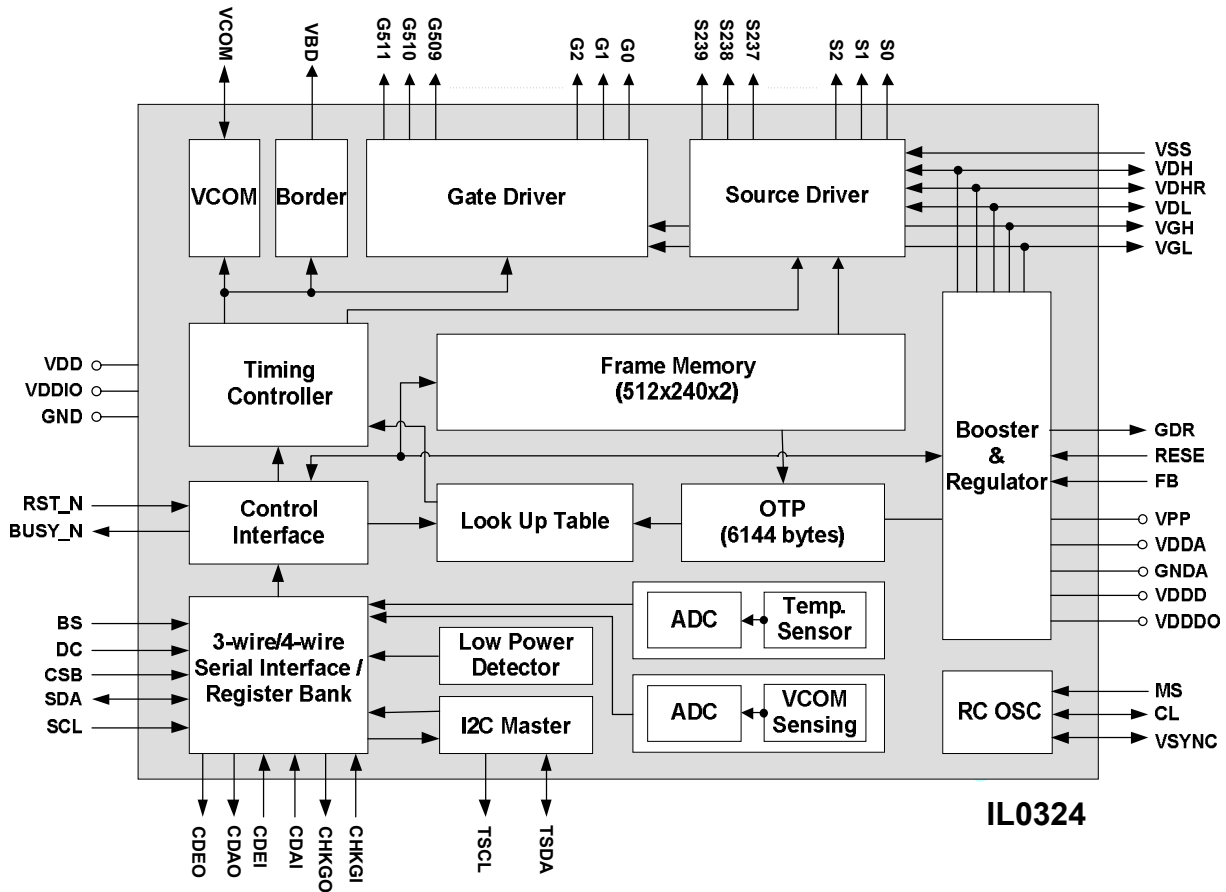 VCOM
VBD
G511
G510
G509
G2
G1
G0
S239
S238
S237
S2
S1
S0
VCOM
Border
Gate Driver
Source Driver
VSS
VDH
VDHR
VDL
VGH
VGL
VDD
VDDIO
GND
Timing
Controller
Frame Memory
(512x240x2)
Booster
&
Regulator
GDR
RESE
FB
VPP
VDDA
GNDA
VDDD
VDDDO
RST_N
BUSY_N
Control
Interface
Look Up Table
OTP
(6144 bytes)
BS
DC
CSB
SDA
SCL
3-wire/4-wire
Serial Interface /
Register Bank
Low Power
Detector
I2C Master
ADC
Temp.
Sensor
ADC
VCOM
Sensing
RC OSC
MS
CL
VSYNC
CDEO
CDAO
CDEI
CDAI
CHKGO
CHKGI
TSCL
TSDA
IL0324